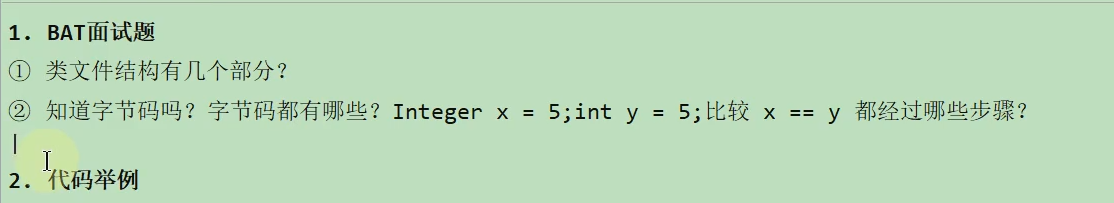 1. BAT面试题
① 类文件结构有几个部分?
② 知道字节码吗?字节码都有哪些?Integer x = 5;int y = 5;比较 x == y 都经过哪些步骤?
2. 代码举例